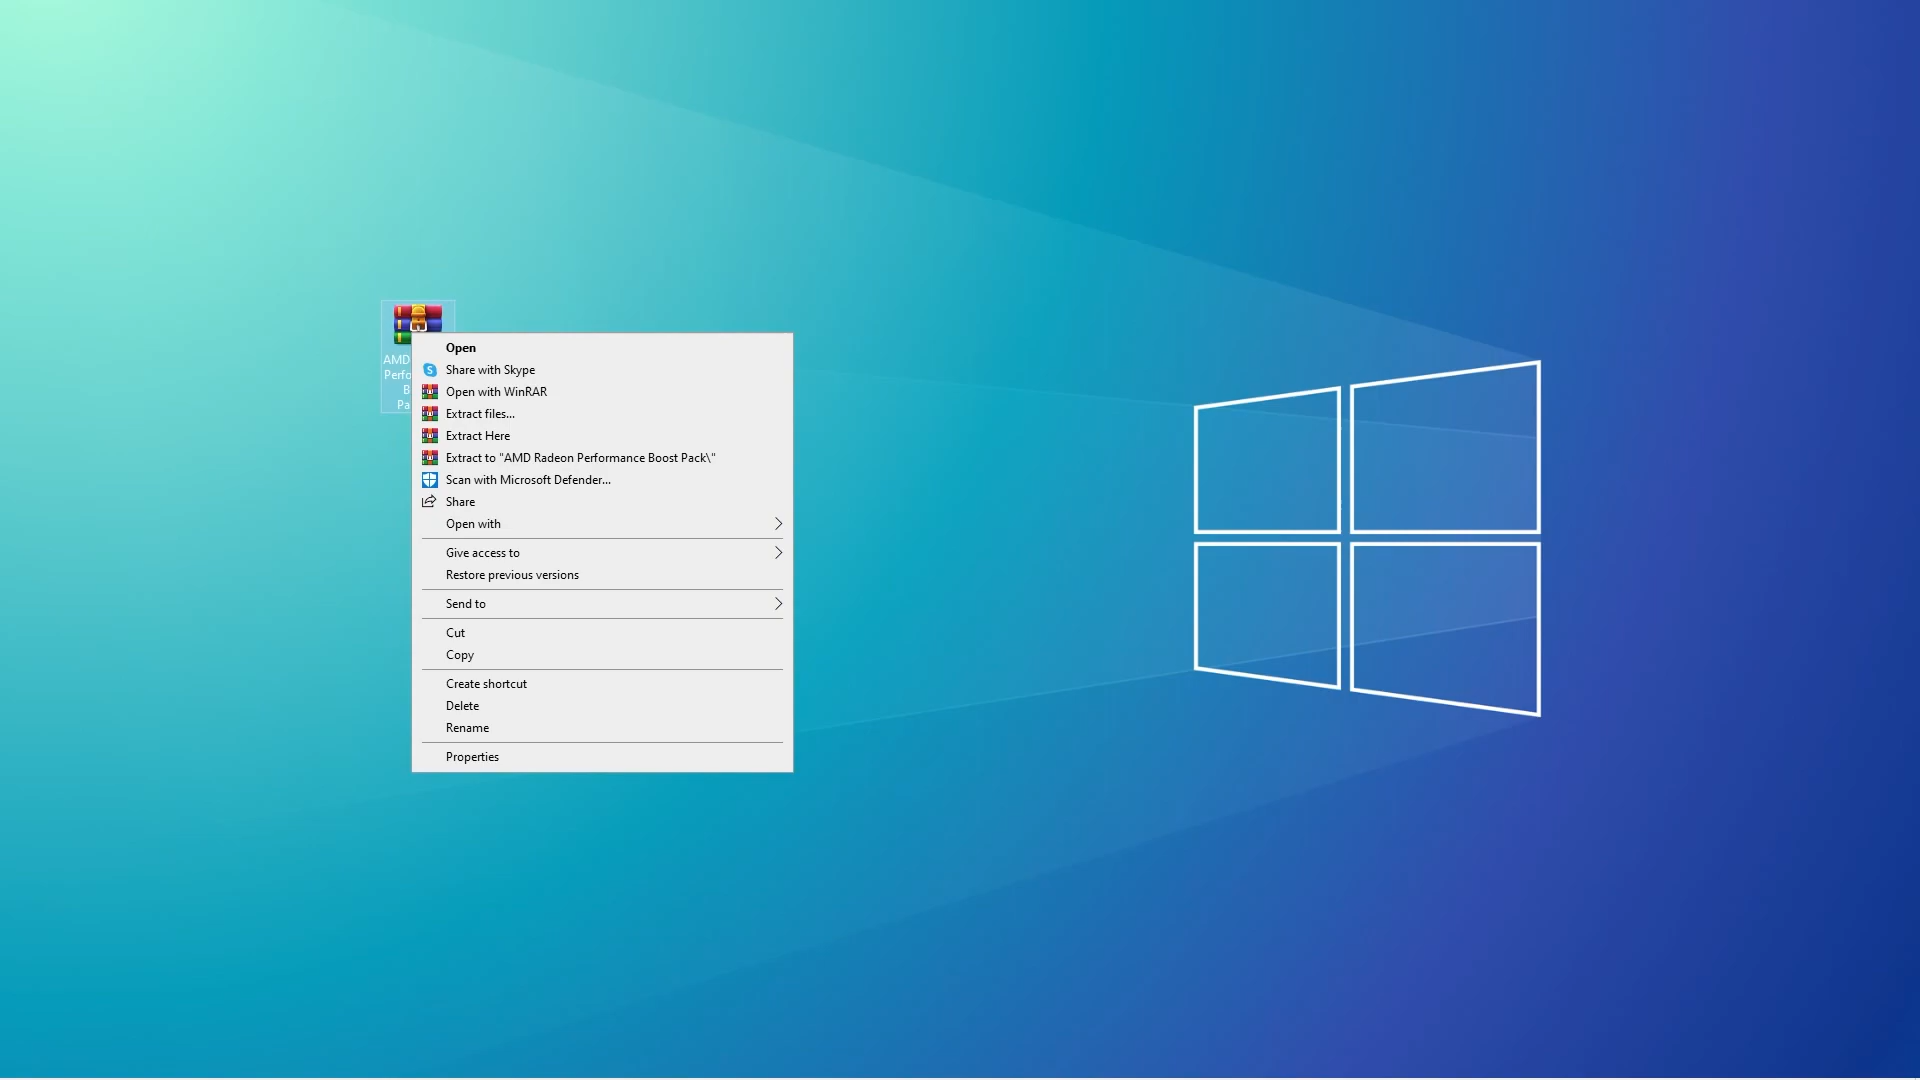 AMD
Perfo
B
Pa
Open
Share with Skype
Open with WinRAR
Extract files...
Extract Here
Extract to "AMD Radeon Performance Boost Pack\"
Scan with Microsoft Defender...
Share
Open with
Give access to
Restore previous versions
Send to
Cut
Copy
Create shortcut
Delete
Rename
Properties